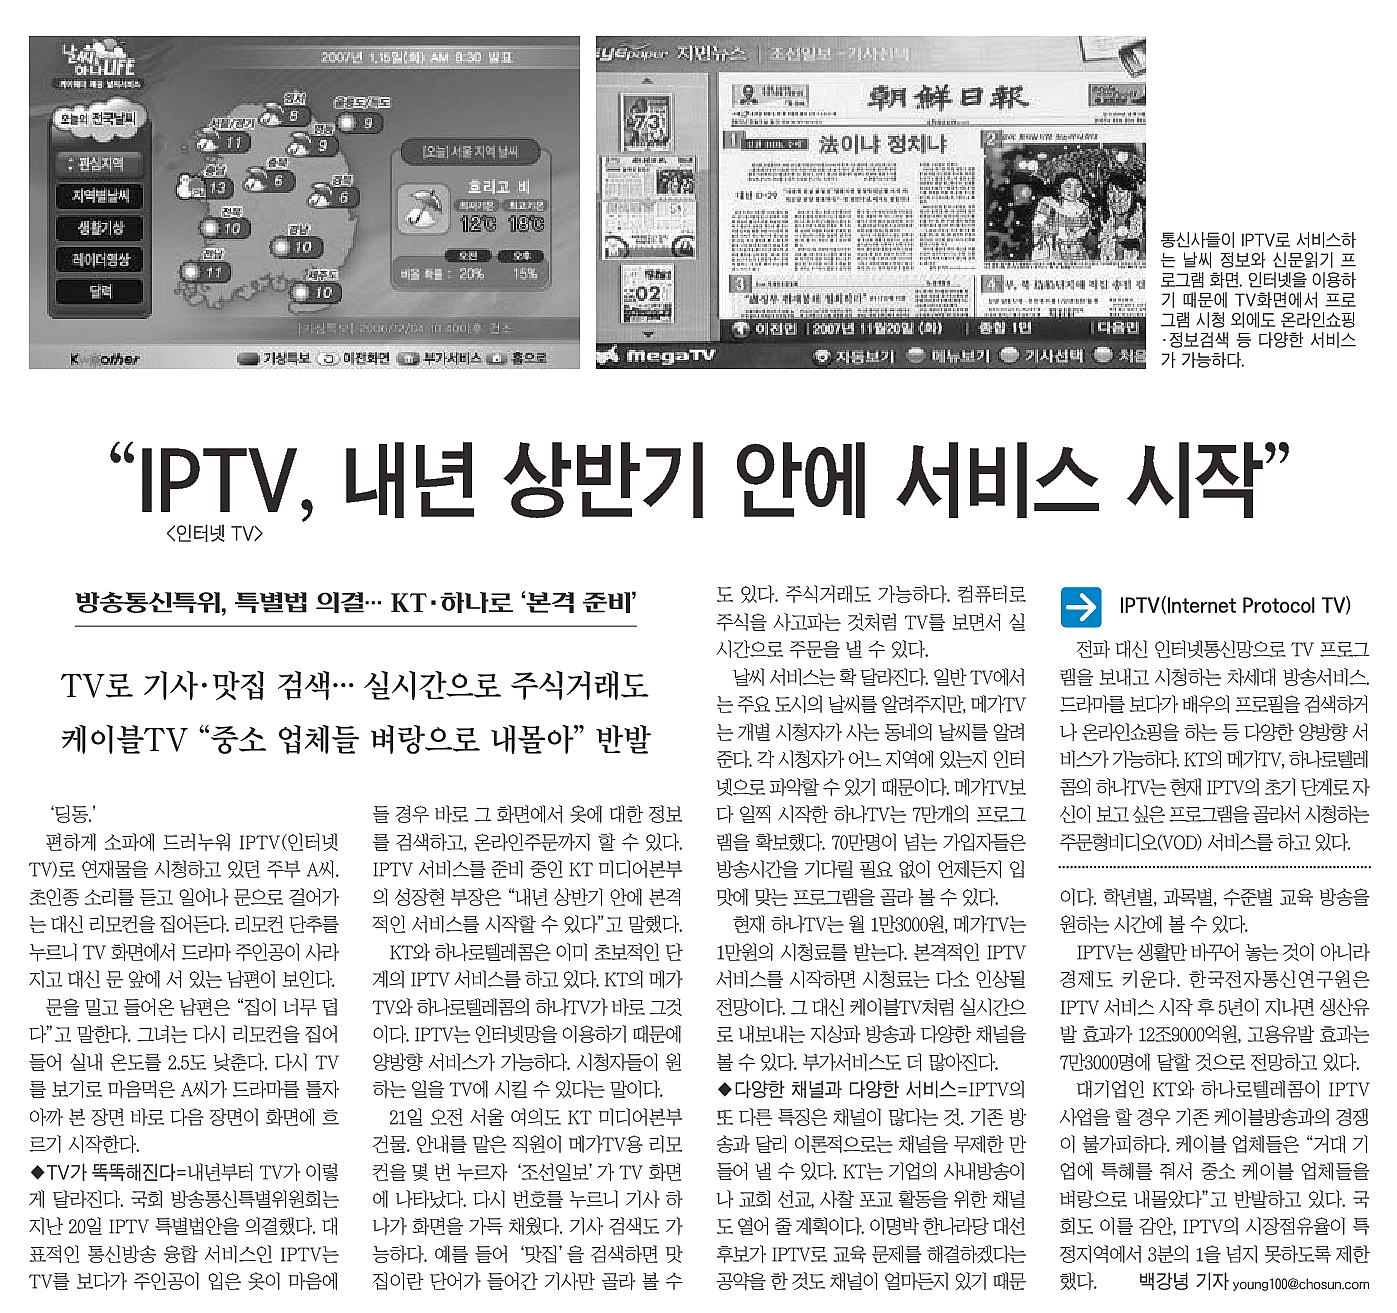 날씨
하나LIFE
2007년 1.15일(화) AM 9:30 발표
오늘의 전국날씨
관심지역
지역별날씨
생활기상
레이더영상
달력
서울/경기
11
8
울릉도/독도
9
영동
9
충남
13
충북
6
경북
6
전북
10
경남
10
전남
11
제주도
10
[오늘] 서울 지역 날씨
흐리고 비
최저기온 최고기온
12℃ 18℃
오전 오후
비올 확률 : 20% 15%
기상특보 이전화면 부가서비스 홈으로
eyepaper 지면뉴스 조선일보 - 기사선택
朝鮮日報
1
法이냐 정치냐
대선 D-29
2
3
4
이전면 2007년 11월20일 (화) 종합 1면 다음면
MegaTV 자동보기 메뉴보기 기사선택 처음
통신사들이 IPTV로 서비스하
는 날씨 정보와 신문읽기 프
로그램 화면. 인터넷을 이용하
기 때문에 TV화면에서 프로
그램 시청 외에도 온라인쇼핑
·정보검색 등 다양한 서비스
가 가능하다.
“IPTV, 내년 상반기 안에 서비스 시작”
<인터넷 TV>
방송통신특위, 특별법 의결… KT·하나로 ‘본격 준비’
TV로 기사·맛집 검색… 실시간으로 주식거래도
케이블TV “중소 업체들 벼랑으로 내몰아” 반발
‘딩동.’
편하게 소파에 드러누워 IPTV(인터넷
TV)로 연재물을 시청하고 있던 주부 A씨.
초인종 소리를 듣고 일어나 문으로 걸어가
는 대신 리모컨을 집어든다. 리모컨 단추를
누르니 TV 화면에서 드라마 주인공이 사라
지고 대신 문 앞에 서 있는 남편이 보인다.
문을 밀고 들어온 남편은 “집이 너무 덥
다”고 말한다. 그녀는 다시 리모컨을 집어
들어 실내 온도를 2.5도 낮춘다. 다시 TV
를 보기로 마음먹은 A씨가 드라마를 틀자
아까 본 장면 바로 다음 장면이 화면에 흐
르기 시작한다.
◆TV가 똑똑해진다=내년부터 TV가 이렇
게 달라진다. 국회 방송통신특별위원회는
지난 20일 IPTV 특별법안을 의결했다. 대
표적인 통신방송 융합 서비스인 IPTV는
TV를 보다가 주인공이 입은 옷이 마음에
들 경우 바로 그 화면에서 옷에 대한 정보
를 검색하고, 온라인주문까지 할 수 있다.
IPTV 서비스를 준비 중인 KT 미디어본부
의 성장현 부장은 “내년 상반기 안에 본격
적인 서비스를 시작할 수 있다”고 말했다.
KT와 하나로텔레콤은 이미 초보적인 단
계의 IPTV 서비스를 하고 있다. KT의 메가
TV와 하나로텔레콤의 하나TV가 바로 그것
이다. IPTV는 인터넷망을 이용하기 때문에
양방향 서비스가 가능하다. 시청자들이 원
하는 일을 TV에 시킬 수 있다는 말이다.
21일 오전 서울 여의도 KT 미디어본부
건물. 안내를 맡은 직원이 메가TV용 리모
컨을 몇 번 누르자 ‘조선일보’가 TV 화면
에 나타났다. 다시 번호를 누르니 기사 하
나가 화면을 가득 채웠다. 기사 검색도 가
능하다. 예를 들어 ‘맛집’을 검색하면 맛
집이란 단어가 들어간 기사만 골라 볼 수
도 있다. 주식거래도 가능하다. 컴퓨터로
주식을 사고파는 것처럼 TV를 보면서 실
시간으로 주문을 낼 수 있다.
날씨 서비스는 확 달라진다. 일반 TV에서
는 주요 도시의 날씨를 알려주지만, 메가TV
는 개별 시청자가 사는 동네의 날씨를 알려
준다. 각 시청자가 어느 지역에 있는지 인터
넷으로 파악할 수 있기 때문이다. 메가TV보
다 일찍 시작한 하나TV는 7만개의 프로그
램을 확보했다. 70만명이 넘는 가입자들은
방송시간을 기다릴 필요 없이 언제든지 입
맛에 맞는 프로그램을 골라 볼 수 있다.
현재 하나TV는 월 1만3000원, 메가TV는
1만원의 시청료를 받는다. 본격적인 IPTV
서비스를 시작하면 시청료는 다소 인상될
전망이다. 그 대신 케이블TV처럼 실시간으
로 내보내는 지상파 방송과 다양한 채널을
볼 수 있다. 부가서비스도 더 많아진다.
◆다양한 채널과 다양한 서비스=IPTV의
또 다른 특징은 채널이 많다는 것. 기존 방
송과 달리 이론적으로는 채널을 무제한 만
들어 낼 수 있다. KT는 기업의 사내방송이
나 교회 선교, 사찰 포교 활동을 위한 채널
도 열어 줄 계획이다. 이명박 한나라당 대선
후보가 IPTV로 교육 문제를 해결하겠다는
공약을 한 것도 채널이 얼마든지 있기 때문
IPTV(Internet Protocol TV)
전파 대신 인터넷통신망으로 TV 프로그
램을 보내고 시청하는 차세대 방송서비스.
드라마를 보다가 배우의 프로필을 검색하거
나 온라인쇼핑을 하는 등 다양한 양방향 서
비스가 가능하다. KT의 메가TV, 하나로텔레
콤의 하나TV는 현재 IPTV의 초기 단계로 자
신이 보고 싶은 프로그램을 골라서 시청하는
주문형비디오(VOD) 서비스를 하고 있다.
이다. 학년별, 과목별, 수준별 교육 방송을
원하는 시간에 볼 수 있다.
IPTV는 생활만 바꾸어 놓는 것이 아니라
경제도 키운다. 한국전자통신연구원은
IPTV 서비스 시작 후 5년이 지나면 생산유
발 효과가 12조9000억원, 고용유발 효과는
7만3000명에 달할 것으로 전망하고 있다.
대기업인 KT와 하나로텔레콤이 IPTV
사업을 할 경우 기존 케이블방송과의 경쟁
이 불가피하다. 케이블 업체들은 “거대 기
업에 특혜를 줘서 중소 케이블 업체들을
벼랑으로 내몰았다”고 반발하고 있다. 국
회도 이를 감안, IPTV의 시장점유율이 특
정지역에서 3분의 1을 넘지 못하도록 제한
했다. 백강녕 기자 young100@chosun.com